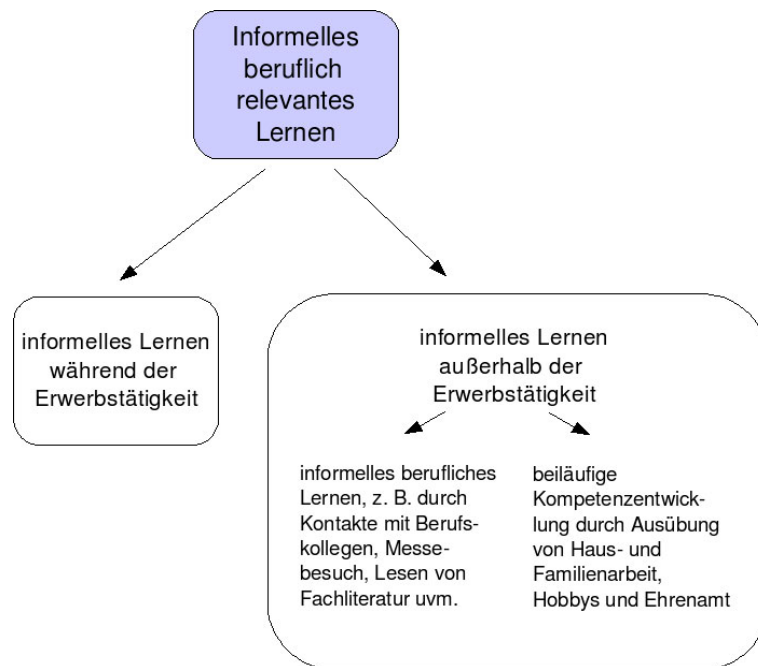 Informelles
beruflich
relevantes
Lernen
informelles Lernen
während der
Erwerbstätigkeit
informelles Lernen
außerhalb der
Erwerbstätigkeit
informelles berufliches
Lernen, z. B. durch
Kontakte mit Berufs-
kollegen, Messe-
besuch, Lesen von
Fachliteratur uvm.
beiläufige
Kompetenzentwick-
lung durch Ausübung
von Haus- und
Familienarbeit,
Hobbys und Ehrenamt